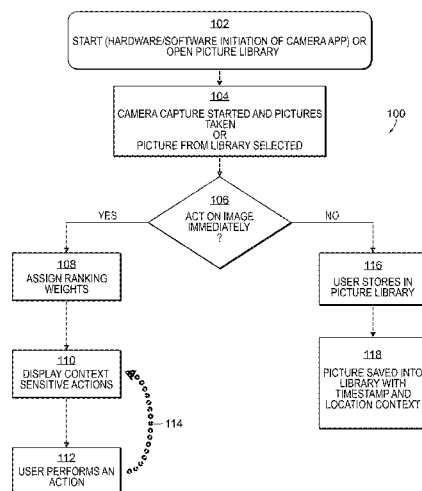 102
START (HARDWARE/SOFTWARE INITIATION OF CAMERA APP) OR
OPEN PICTURE LIBRARY
104
CAMERA CAPTURE STARTED AND PICTURES
TAKEN
OR
PICTURE FROM LIBRARY SELECTED
100
106
ACT ON IMAGE
IMMEDIATELY
?
YES
NO
108
ASSIGN RANKING
WEIGHTS
116
USER STORES IN
PICTURE LIBRARY
110
DISPLAY CONTEXT
SENSITIVE ACTIONS
118
PICTURE SAVED INTO
LIBRARY WITH
TIMESTAMP AND
LOCATION CONTEXT
114
112
USER PERFORMS AN
ACTION